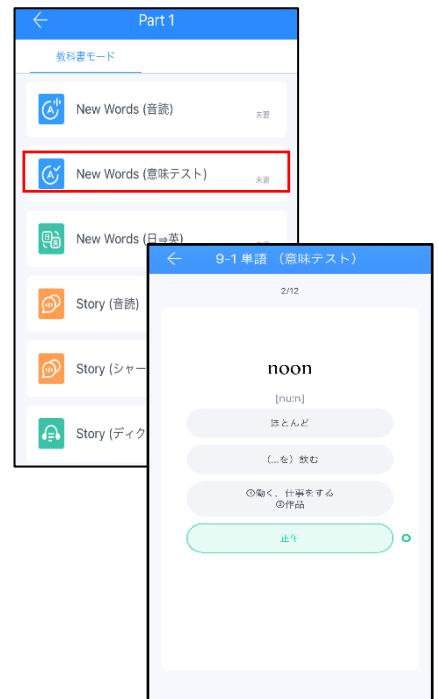 Part 1
教科書モード
New Words (音読)
未習
New Words (意味テスト)
未習
New Words (日⇒英)
Story (音読)
Story (シャー
Story (ディク
9-1 単語 （意味テスト）
2/12
noon
[nuːn]
ほとんど
（...を）飲む
①働く、仕事をする
②作品
正午